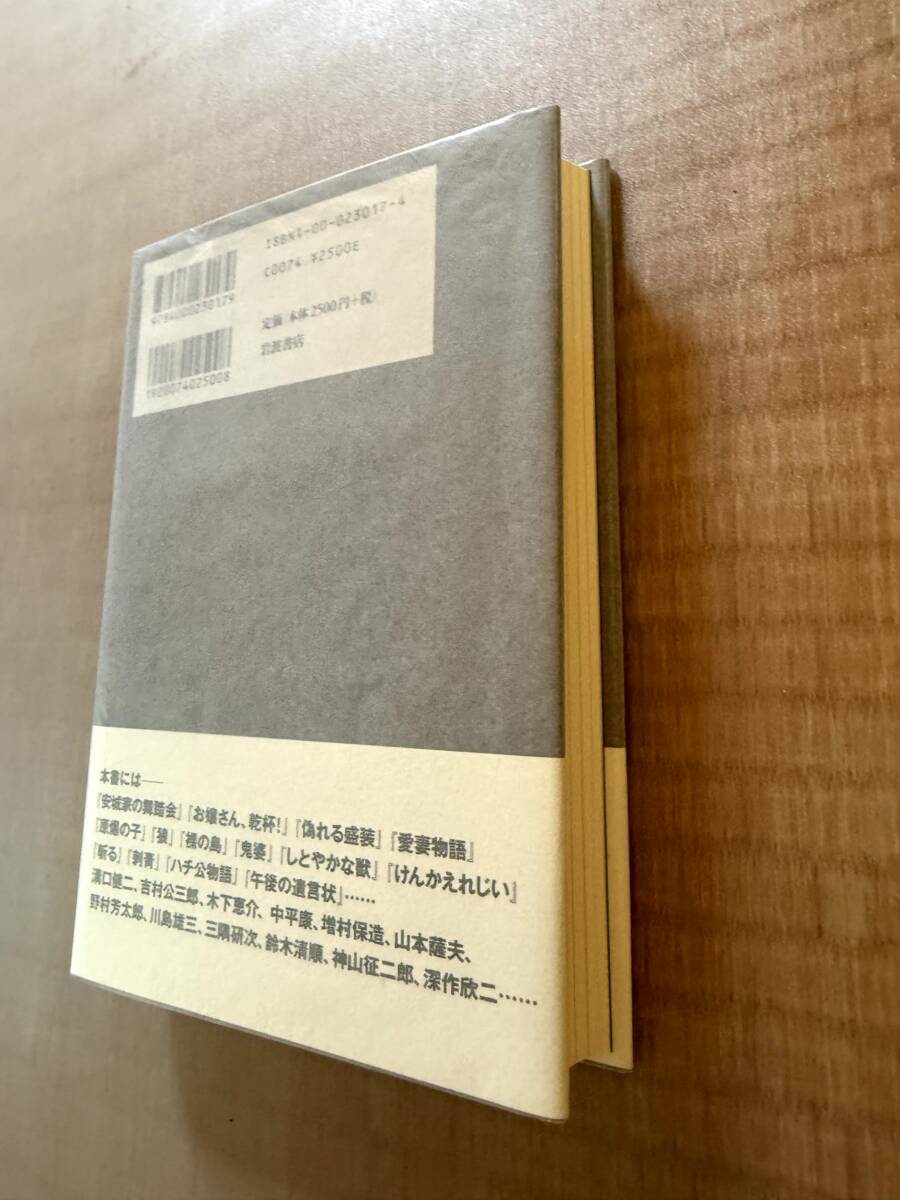 ISBN4-00-023017-4
C0074 ¥2500E
9784000230179
定価(本体2500円+税)
岩波書店
1920074025008
本書には──
『安城家の舞踏会』『お嬢さん、乾杯!』『偽れる盛装』『愛妻物語』
『原爆の子』『狼』『裸の島』『鬼婆』『しとやかな獣』『けんかえれじい』
『斬る』『刺青』『ハチ公物語』『午後の遺言状』……
溝口健二、吉村公三郎、木下恵介、中平康、増村保造、山本薩夫、
野村芳太郎、川島雄三、三隅研次、鈴木清順、神山征二郎、深作欣二……